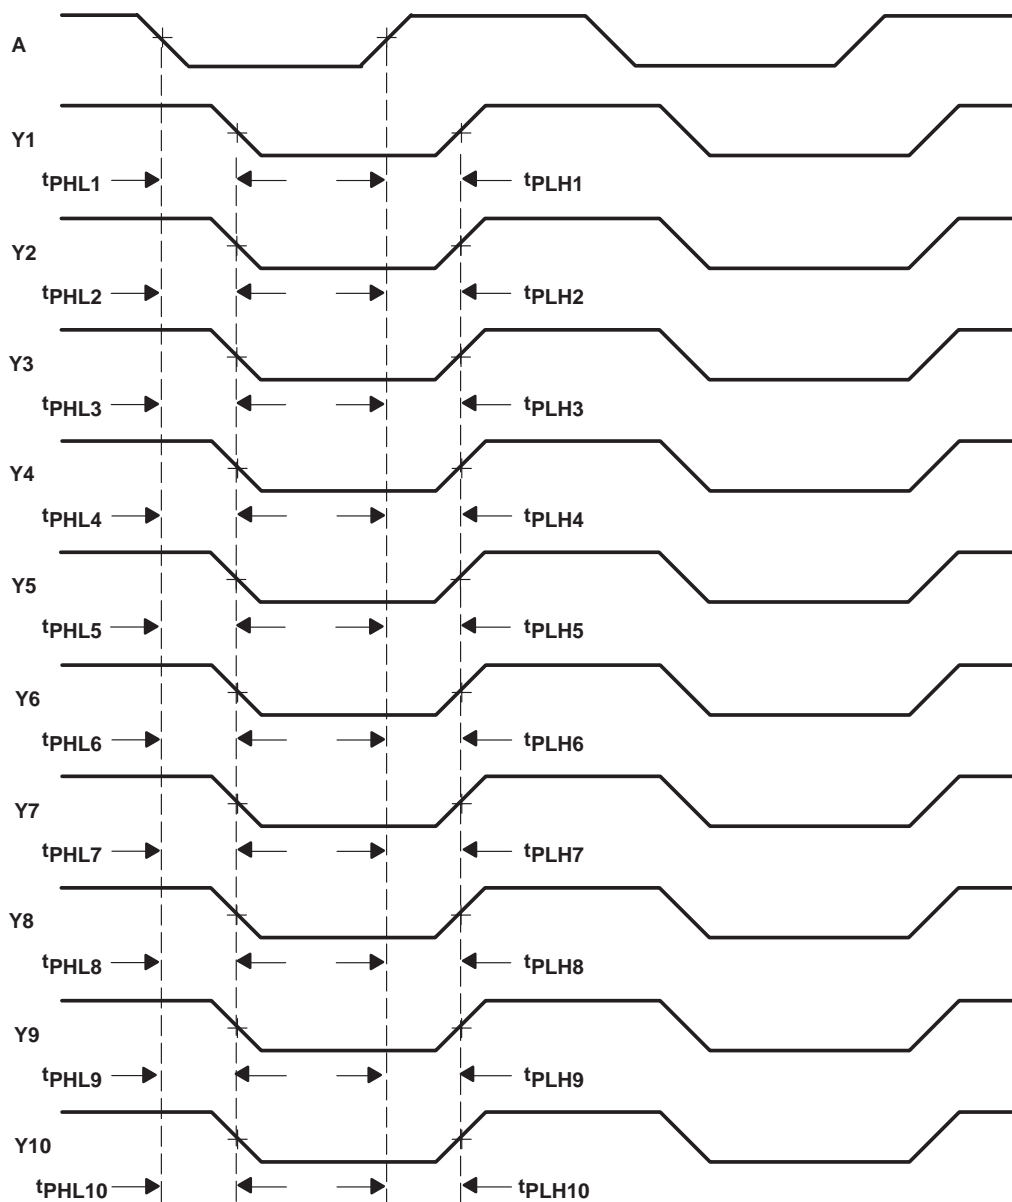 A
Y1
tPHL1 tPLH1
Y2
tPHL2 tPLH2
Y3
tPHL3 tPLH3
Y4
tPHL4 tPLH4
Y5
tPHL5 tPLH5
Y6
tPHL6 tPLH6
Y7
tPHL7 tPLH7
Y8
tPHL8 tPLH8
Y9
tPHL9 tPLH9
Y10
tPHL10 tPLH10